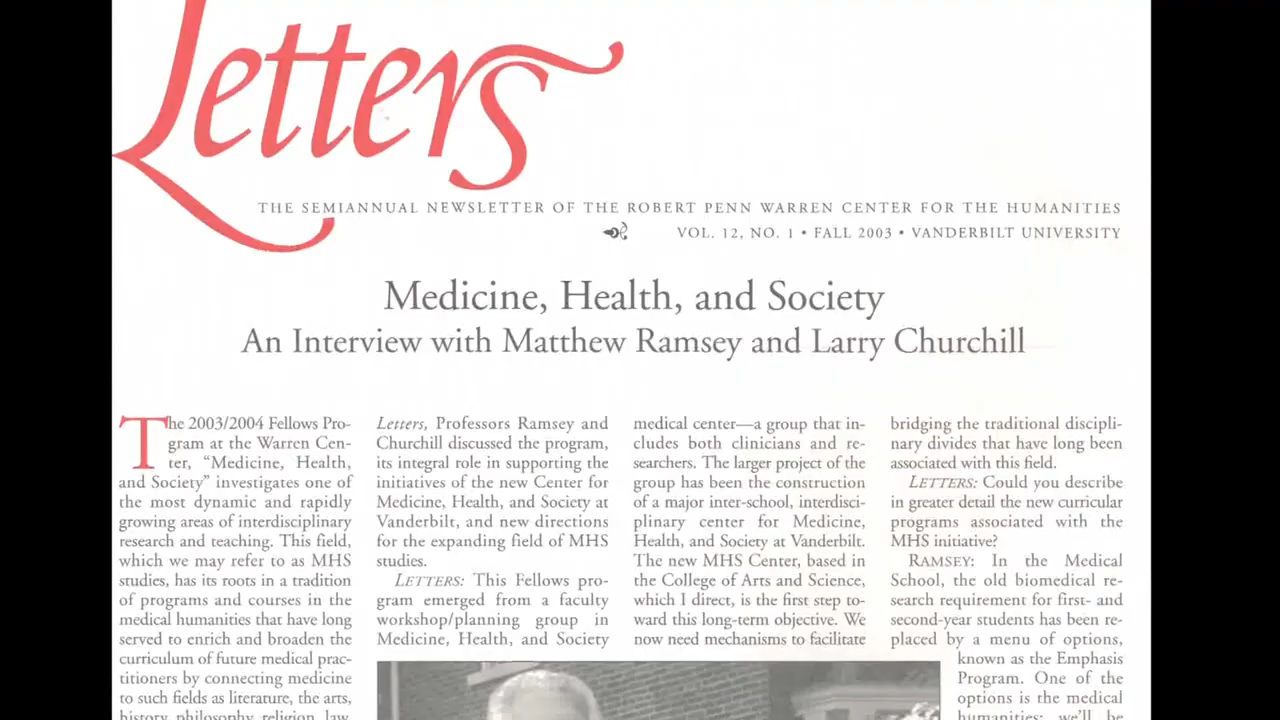 Letters
THE SEMIANNUAL NEWSLETTER OF THE ROBERT PENN WARREN CENTER FOR THE HUMANITIES
VOL. 12, NO. 1 • FALL 2003 • VANDERBILT UNIVERSITY
Medicine, Health, and Society
An Interview with Matthew Ramsey and Larry Churchill
The 2003/2004 Fellows Pro-
gram at the Warren Cen-
ter, “Medicine, Health,
and Society” investigates one of
the most dynamic and rapidly
growing areas of interdisciplinary
research and teaching. This field,
which we may refer to as MHS
studies, has its roots in a tradition
of programs and courses in the
medical humanities that have long
served to enrich and broaden the
curriculum of future medical prac-
titioners by connecting medicine
to such fields as literature, the arts,
history, philosophy, religion, law,
Letters, Professors Ramsey and
Churchill discussed the program,
its integral role in supporting the
initiatives of the new Center for
Medicine, Health, and Society at
Vanderbilt, and new directions
for the expanding field of MHS
studies.
LETTERS: This Fellows pro-
gram emerged from a faculty
workshop/planning group in
Medicine, Health, and Society
medical center—a group that in-
cludes both clinicians and re-
searchers. The larger project of the
group has been the construction
of a major inter-school, interdisci-
plinary center for Medicine,
Health, and Society at Vanderbilt.
The new MHS Center, based in
the College of Arts and Science,
which I direct, is the first step to-
ward this long-term objective. We
now need mechanisms to facilitate
bridging the traditional discipli-
nary divides that have long been
associated with this field.
LETTERS: Could you describe
in greater detail the new curricular
programs associated with the
MHS initiative?
RAMSEY: In the Medical
School, the old biomedical re-
search requirement for first- and
second-year students has been re-
placed by a menu of options,
known as the Emphasis
Program. One of the
options is the medical
humanities; we’ll be